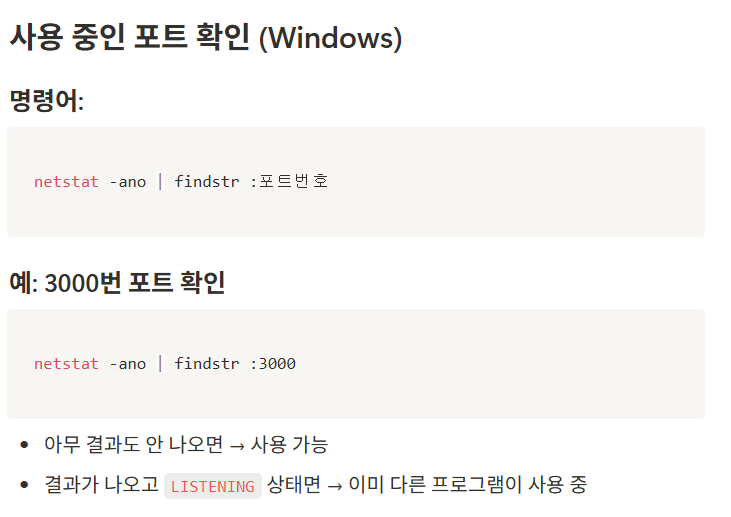 사용 중인 포트 확인 (Windows)
명령어:
netstat -ano | findstr :포트번호
예: 3000번 포트 확인
netstat -ano | findstr :3000
• 아무 결과도 안 나오면 → 사용 가능
• 결과가 나오고 LISTENING 상태면 → 이미 다른 프로그램이 사용 중